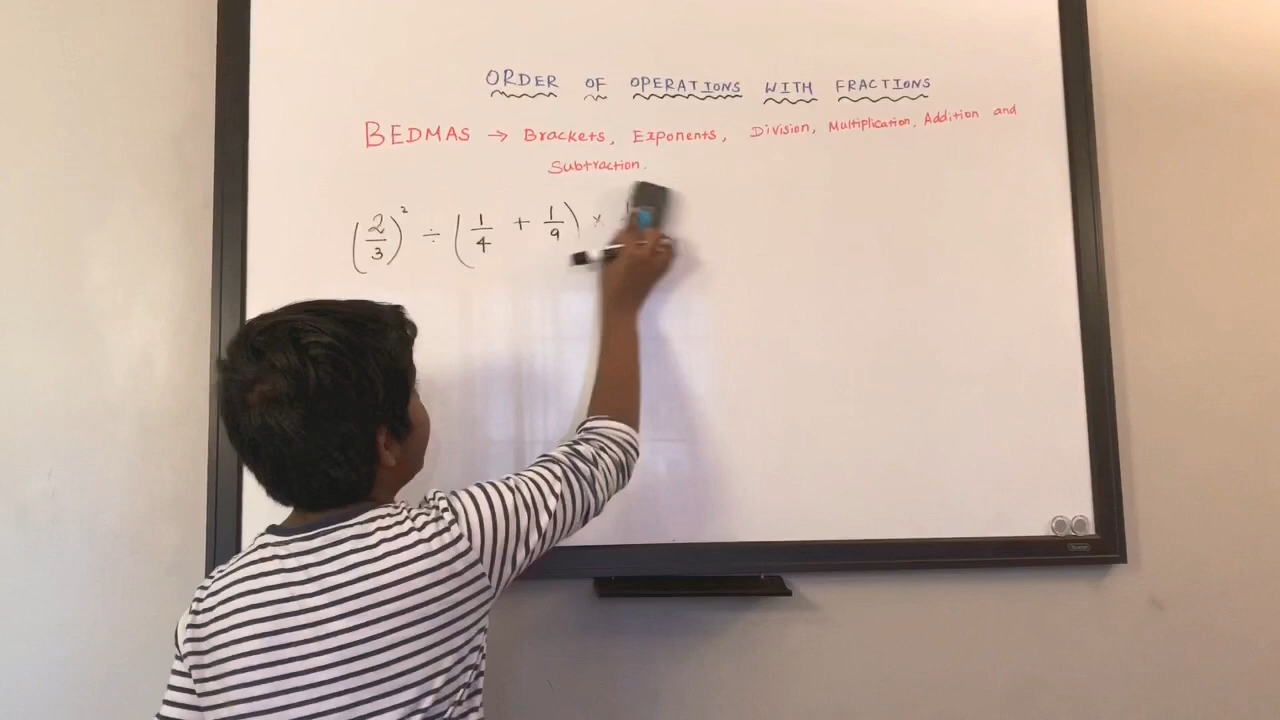 ORDER OF OPERATIONS WITH FRACTIONS
BEDMAS → Brackets, Exponents, Division, Multiplication, Addition and
Subtraction.
(2/3)² ÷ (1/4 + 1/9) ×